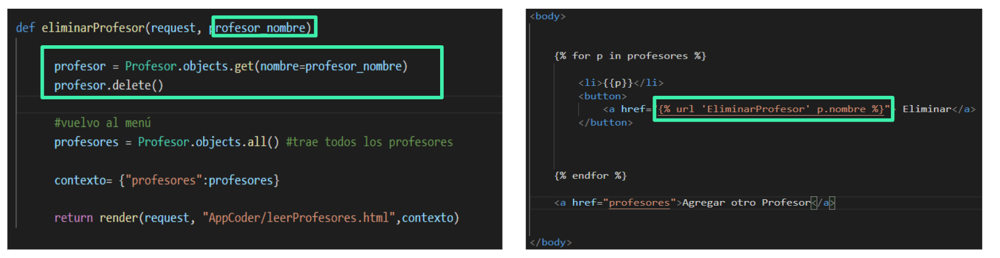 def eliminarProfesor(request, profesor_nombre)
profesor = Profesor.objects.get(nombre=profesor_nombre)
profesor.delete()
#vuelvo al menú
profesores = Profesor.objects.all() #trae todos los profesores
contexto= {"profesores":profesores}
return render(request, "AppCoder/leerProfesores.html",contexto)
<body>
{% for p in profesores %}
<li>{{p}}</li>
<button>
<a href="{% url 'EliminarProfesor' p.nombre %}"> Eliminar</a>
</button>
{% endfor %}
<a href="profesores">Agregar otro Profesor</a>
</body>